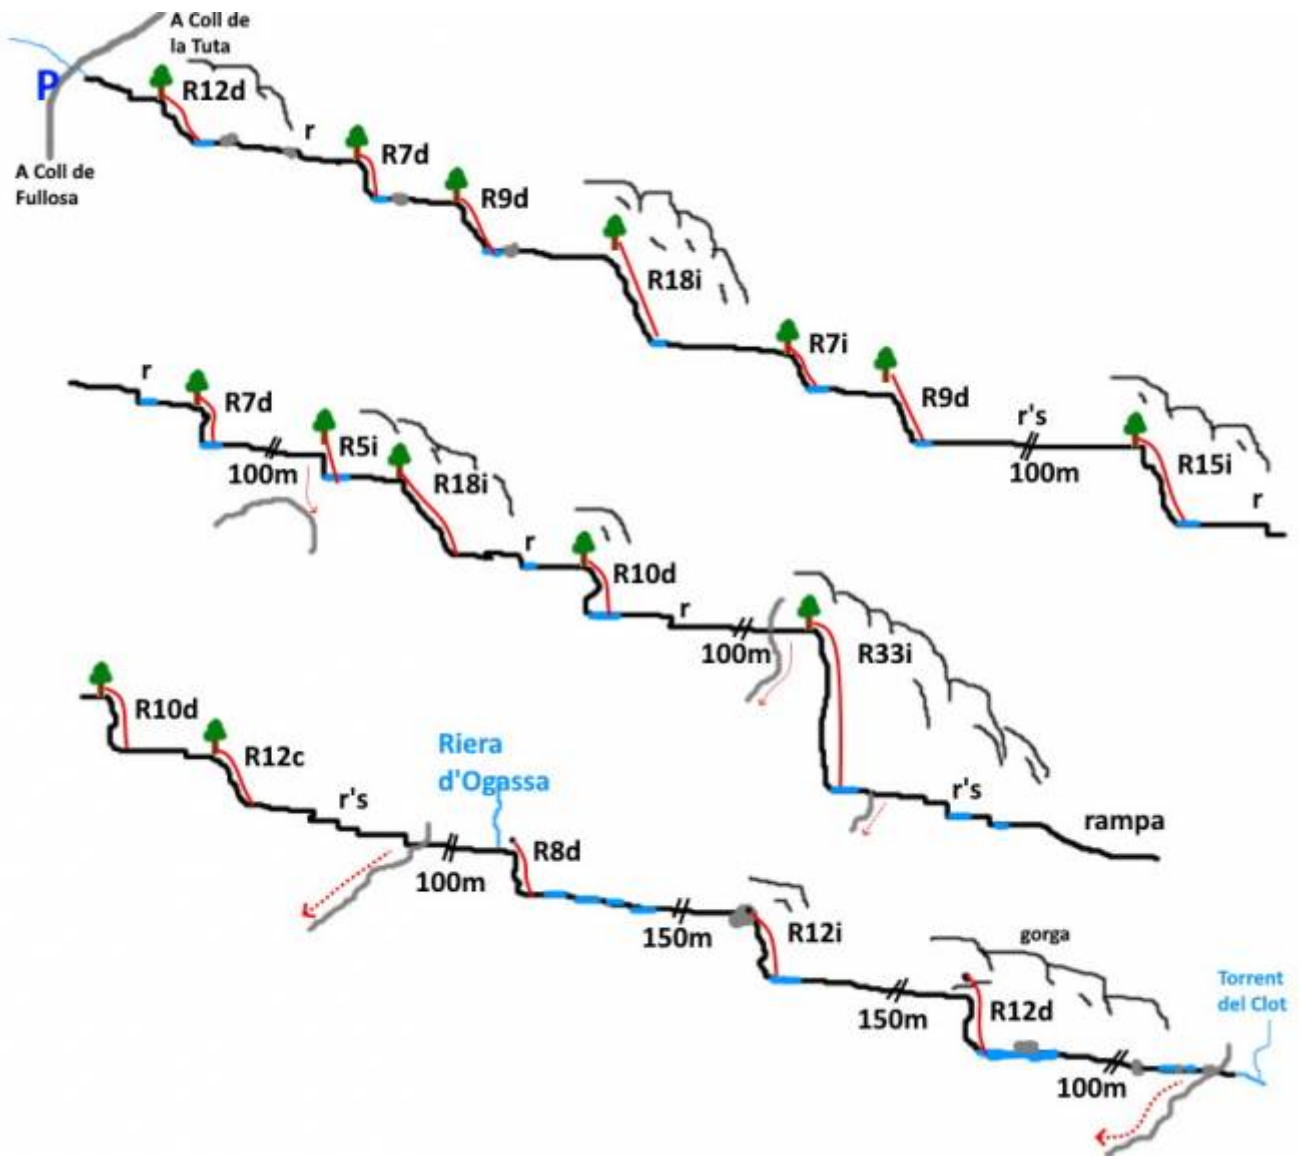 A Coll de
la Tuta
P
R12d
A Coll de
Fullosa
r
R7d
R9d
R18i
R7i
R9d
r's
100m
R15i
r
r
R7d
100m
R5i
R18i
r
R10d
r
100m
R33i
r's
rampa
R10d
R12c
r's
100m
Riera
d'Ogassa
R8d
150m
R12i
150m
gorga
R12d
100m
Torrent
del Clot